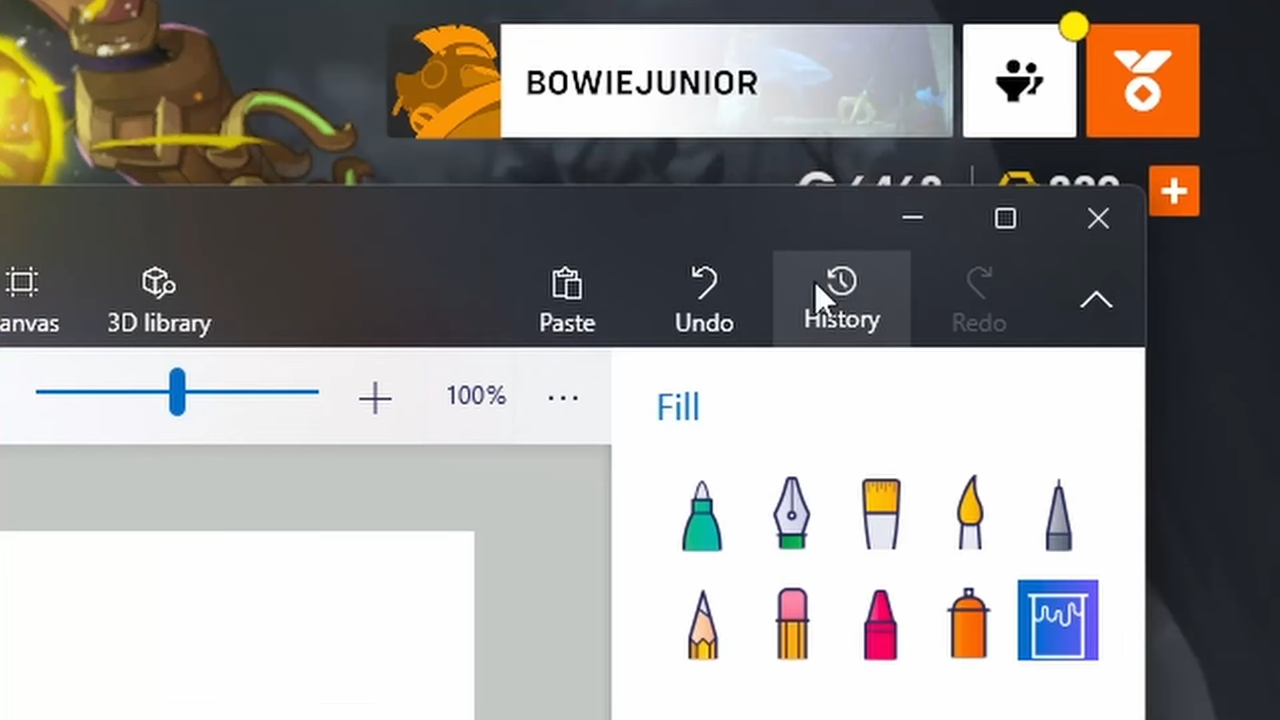 BOWIEJUNIOR
anvas
3D library
Paste
Undo
History
Redo
100%
Fill